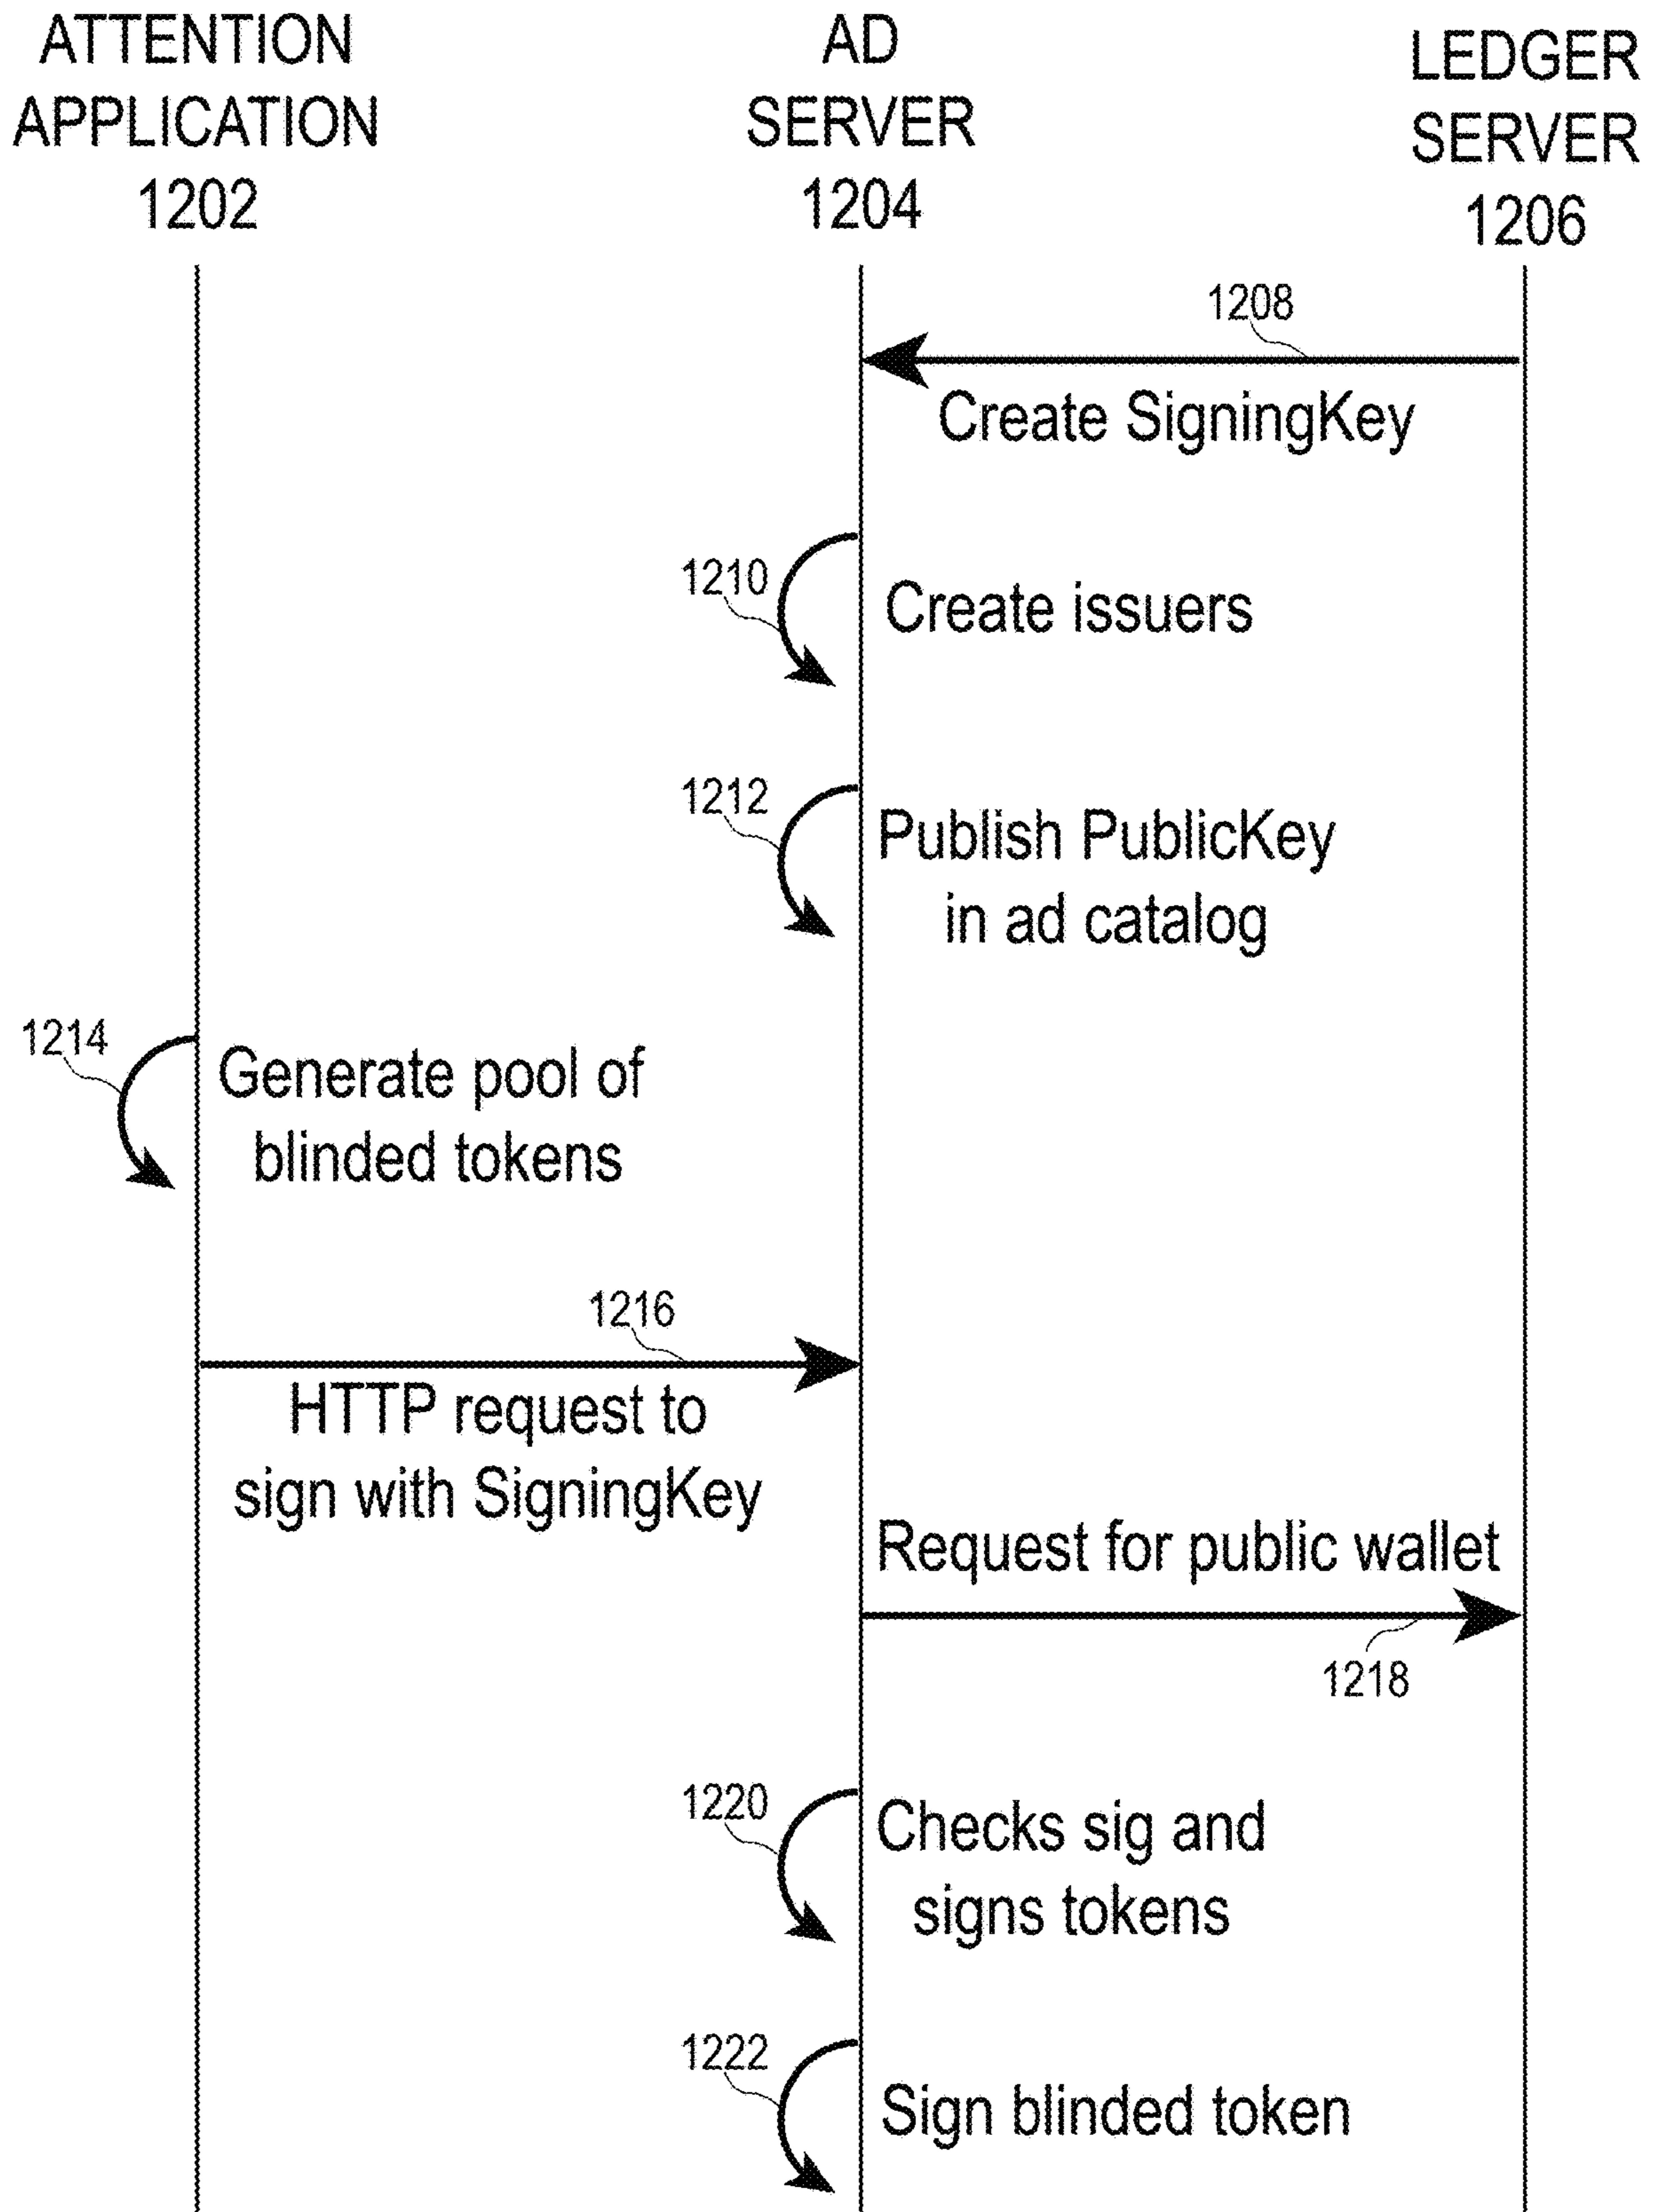 ATTENTION
APPLICATION
1202
AD
SERVER
1204
LEDGER
SERVER
1206
1208
Create SigningKey
1210
Create issuers
1212
Publish PublicKey
in ad catalog
1214
Generate pool of
blinded tokens
1216
HTTP request to
sign with SigningKey
Request for public wallet
1218
1220
Checks sig and
signs tokens
1222
Sign blinded token